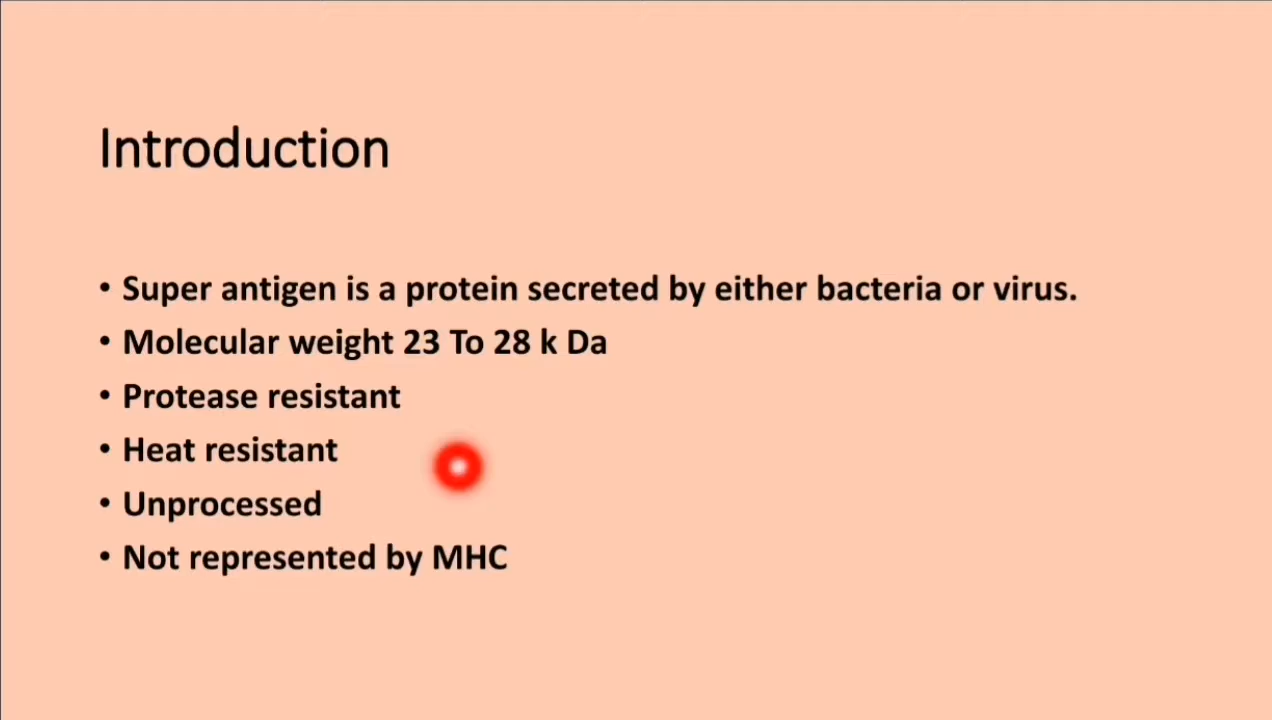 Introduction
• Super antigen is a protein secreted by either bacteria or virus.
• Molecular weight 23 To 28 k Da
• Protease resistant
• Heat resistant
• Unprocessed
• Not represented by MHC